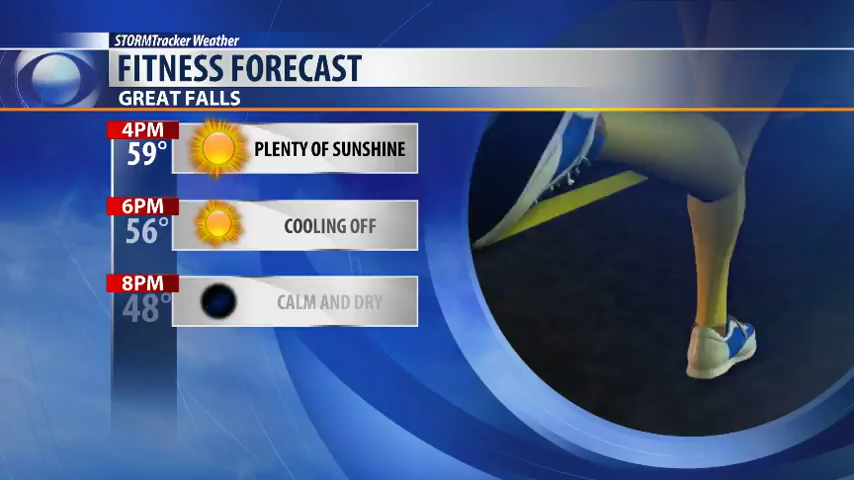 STORMTracker Weather
FITNESS FORECAST
GREAT FALLS
4PM
59°
PLENTY OF SUNSHINE
6PM
56°
COOLING OFF
8PM
48°
CALM AND DRY